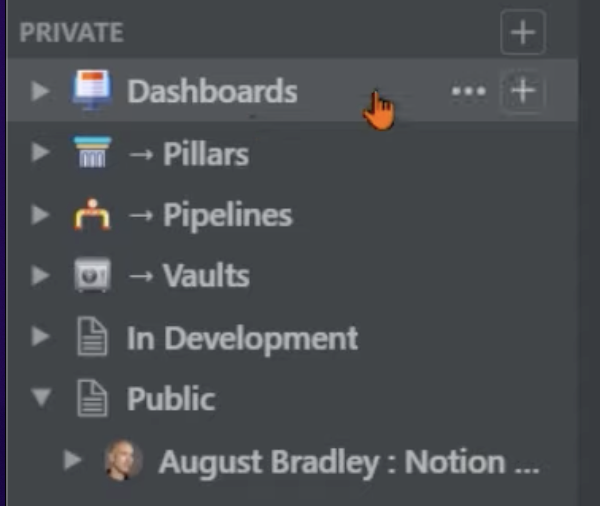 PRIVATE
Dashboards
→ Pillars
→ Pipelines
→ Vaults
In Development
Public
August Bradley : Notion ...